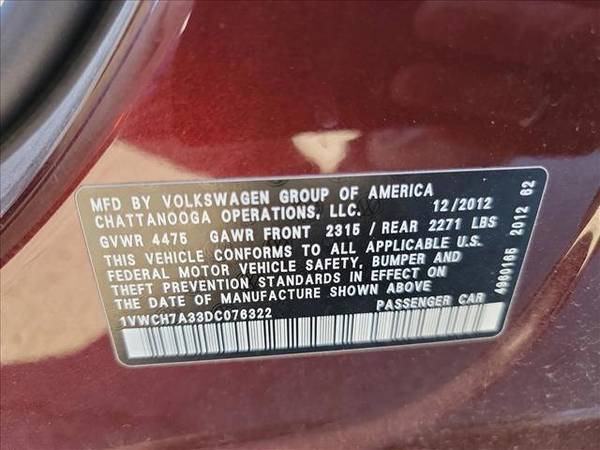 MFD BY VOLKSWAGEN GROUP OF AMERICA
CHATTANOOGA OPERATIONS, LLC. 12/2012
GVWR 4475 GAWR FRONT 2315 / REAR 2271 LBS
THIS VEHICLE CONFORMS TO ALL APPLICABLE U.S.
FEDERAL MOTOR VEHICLE SAFETY, BUMPER AND
THEFT PREVENTION STANDARDS IN EFFECT ON
THE DATE OF MANUFACTURE SHOWN ABOVE
1VWCH7A33DC076322 PASSENGER CAR
4960165 2012 62